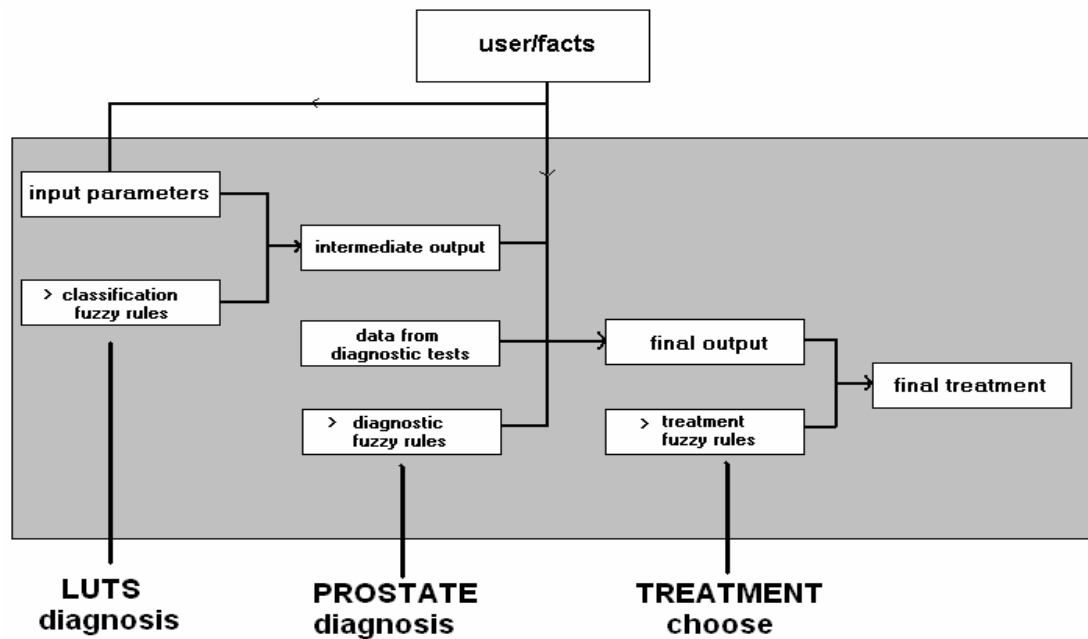 user/facts
input parameters
> classification
fuzzy rules
intermediate output
data from
diagnostic tests
> diagnostic
fuzzy rules
final output
> treatment
fuzzy rules
final treatment
LUTS
diagnosis
PROSTATE
diagnosis
TREATMENT
choose